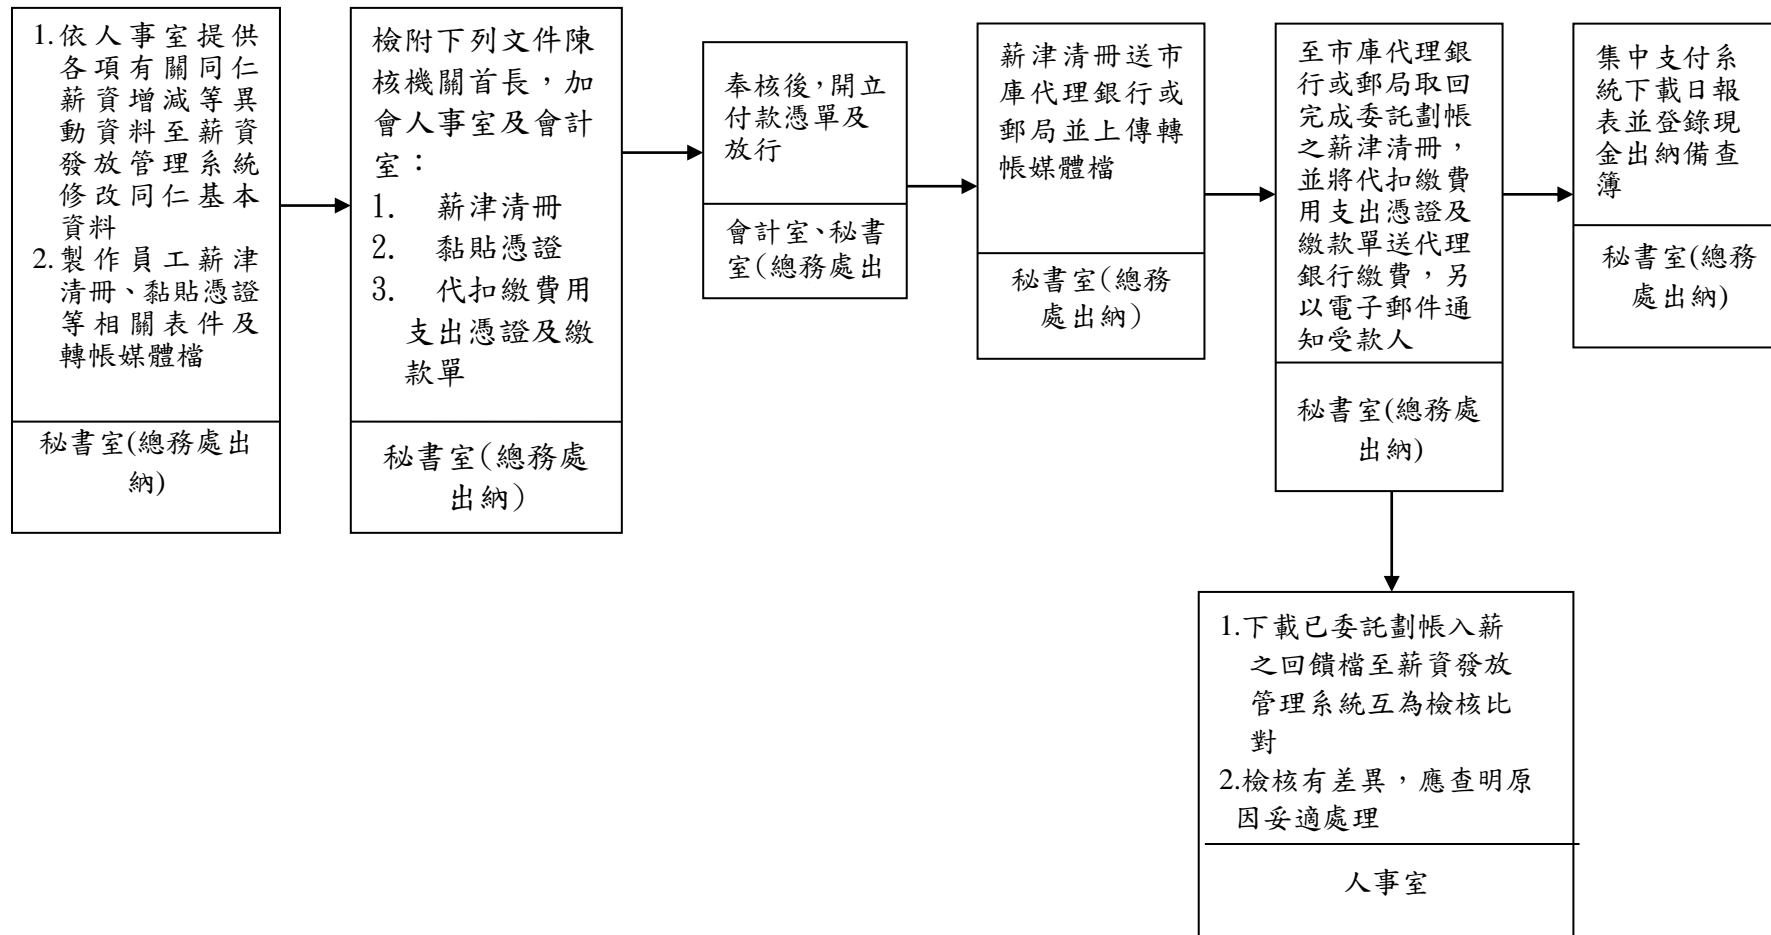 1.依人事室提供
各項有關同仁
薪資增減等異
動資料至薪資
發放管理系統
修改同仁基本
資料
2.製作員工薪津
清冊、黏貼憑證
等相關表件及
轉帳媒體檔
秘書室(總務處出
納)
檢附下列文件陳
核機關首長，加
會人事室及會計
室：
1. 薪津清冊
2. 黏貼憑證
3. 代扣繳費用
支出憑證及繳
款單
秘書室(總務處
出納)
奉核後，開立
付款憑單及
放行
會計室、秘書
室(總務處出
薪津清冊送市
庫代理銀行或
郵局並上傳轉
帳媒體檔
秘書室(總務
處出納)
至市庫代理銀
行或郵局取回
完成委託劃帳
之薪津清冊，
並將代扣繳費
用支出憑證及
繳款單送代理
銀行繳費，另
以電子郵件通
知受款人
秘書室(總務處
出納)
集中支付系
統下載日報
表並登錄現
金出納備查
簿
秘書室(總務
處出納)
1.下載已委託劃帳入薪
之回饋檔至薪資發放
管理系統互為檢核比
對
2.檢核有差異，應查明原
因妥適處理
人事室